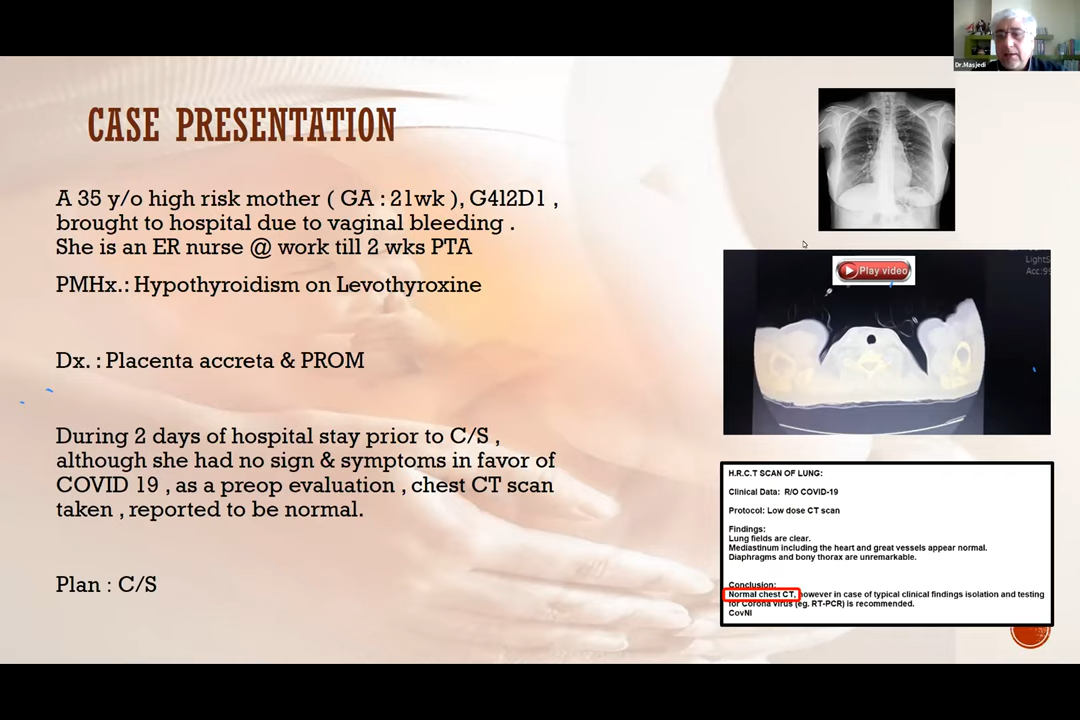 Dr.Masjedi
CASE PRESENTATION
A 35 y/o high risk mother ( GA : 21wk ), G4l2D1 ,
brought to hospital due to vaginal bleeding .
She is an ER nurse @ work till 2 wks PTA
PMHx.: Hypothyroidism on Levothyroxine
Dx. : Placenta accreta & PROM
During 2 days of hospital stay prior to C/S ,
although she had no sign & symptoms in favor of
COVID 19 , as a preop evaluation , chest CT scan
taken , reported to be normal.
Plan : C/S
Play video
H.R.C.T SCAN OF LUNG:
Clinical Data: R/O COVID-19
Protocol: Low dose CT scan
Findings:
Lung fields are clear.
Mediastinum including the heart and great vessels appear normal.
Diaphragms and bony thorax are unremarkable.
Conclusion:
Normal chest CT, however in case of typical clinical findings isolation and testing
for Corona virus (eg. RT-PCR) is recommended.